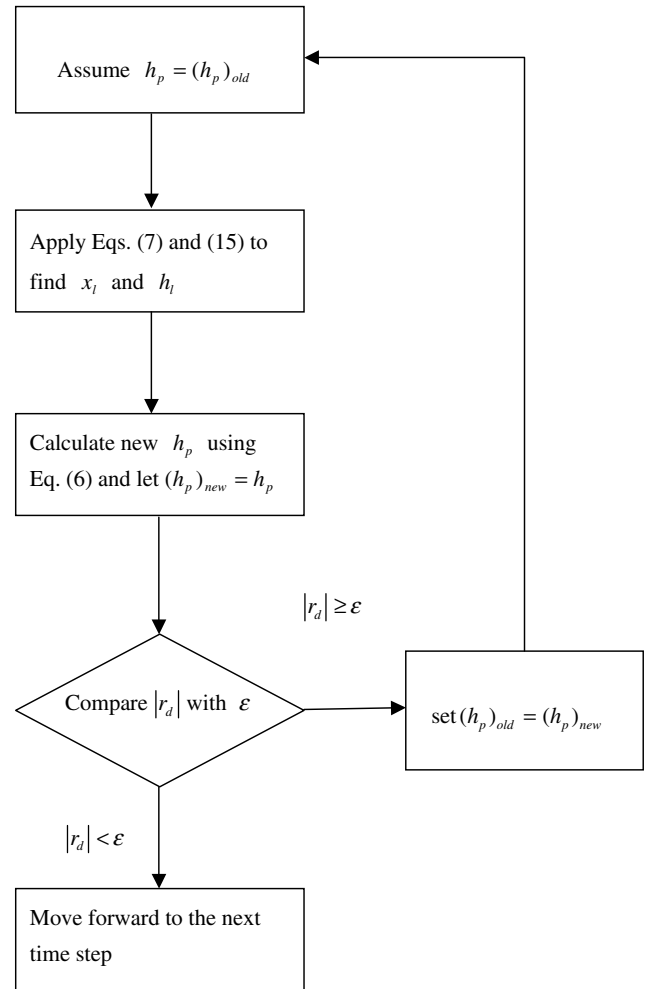 Assume h_p = (h_p)_old
Apply Eqs. (7) and (15) to
find x_l and h_l
Calculate new h_p using
Eq. (6) and let (h_p)_new = h_p
|r_d| ≥ ε
Compare |r_d| with ε
set (h_p)_old = (h_p)_new
|r_d| < ε
Move forward to the next
time step